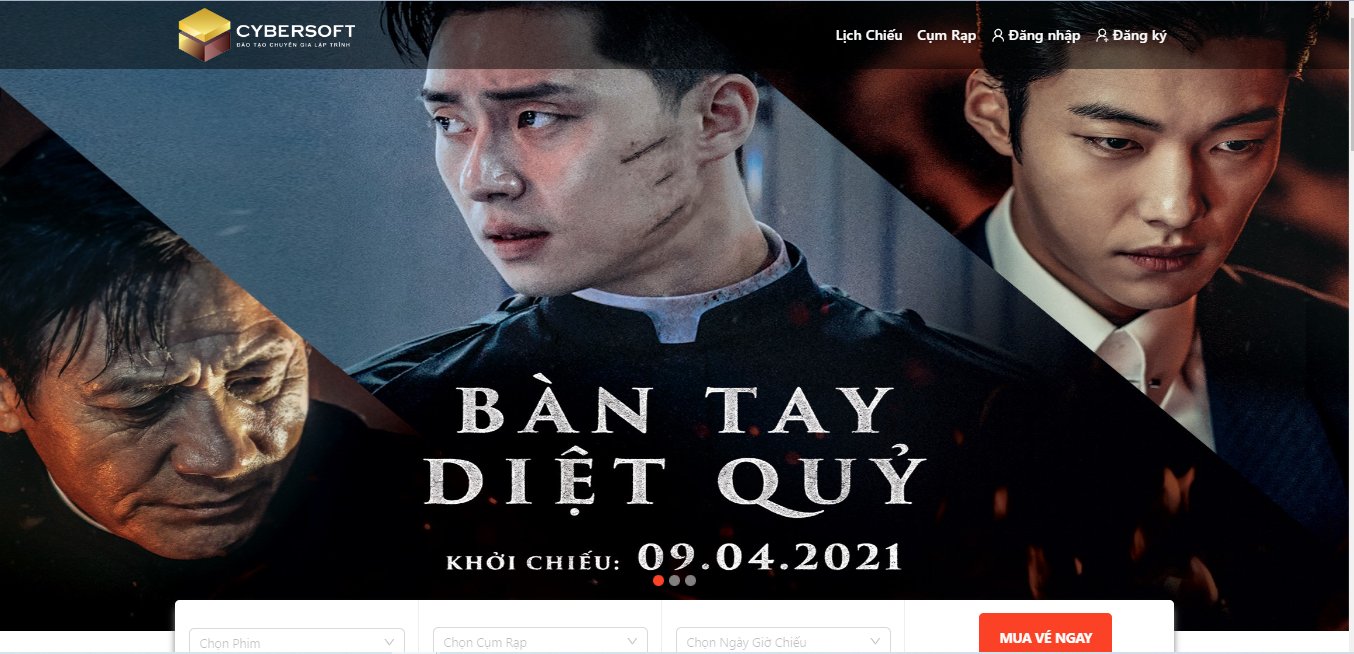 CYBERSOFT
ĐÀO TẠO CHUYÊN GIA LẬP TRÌNH
Lịch Chiếu Cụm Rạp Đăng nhập Đăng ký
BÀN TAY
DIỆT QUỶ
KHỞI CHIẾU: 09.04.2021
Chọn Phim Chọn Cụm Rạp Chọn Ngày Giờ Chiếu MUA VÉ NGAY